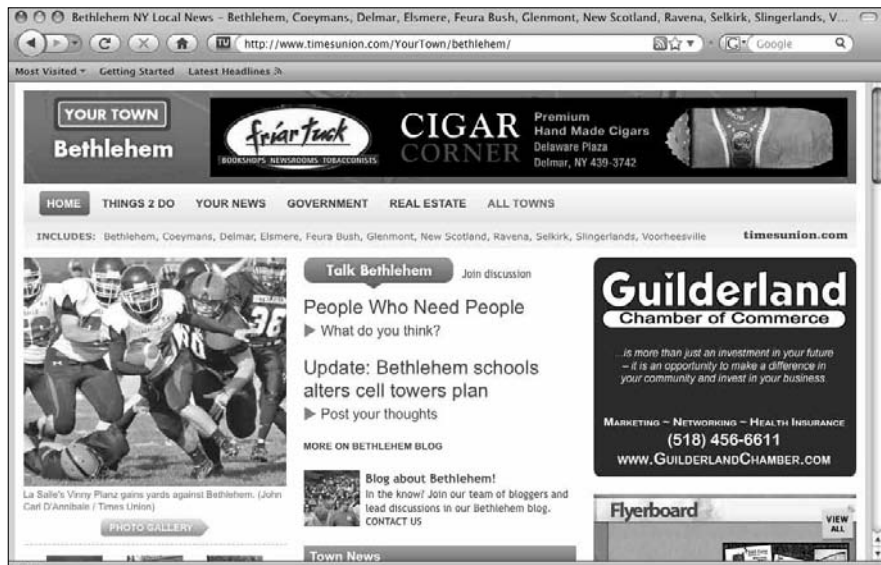 Bethlehem NY Local News – Bethlehem, Coeymans, Delmar, Elsmere, Feura Bush, Glenmont, New Scotland, Ravena, Selkirk, Slingerlands, V...
TU http://www.timesunion.com/YourTown/bethlehem/
G Google
Most Visited Getting Started Latest Headlines
YOUR TOWN
Bethlehem
friar tuck
BOOKSHOPS NEWSROOMS TOBACCONISTS
CIGAR
CORNER
Premium
Hand Made Cigars
Delaware Plaza
Delmar, NY 439-3742
HOME THINGS 2 DO YOUR NEWS GOVERNMENT REAL ESTATE ALL TOWNS
INCLUDES: Bethlehem, Coeymans, Delmar, Elsmere, Feura Bush, Glenmont, New Scotland, Ravena, Selkirk, Slingerlands, Voorheesville timesunion.com
La Salle's Vinny Planz gains yards against Bethlehem. (John
Carl D'Annibale / Times Union)
PHOTO GALLERY
Talk Bethlehem Join discussion
People Who Need People
What do you think?
Update: Bethlehem schools
alters cell towers plan
Post your thoughts
MORE ON BETHLEHEM BLOG
Blog about Bethlehem!
In the know? Join our team of bloggers and
lead discussions in our Bethlehem blog.
CONTACT US
Town News
Guilderland
Chamber of Commerce
...is more than just an investment in your future
– it is an opportunity to make a difference in
your community and invest in your business
MARKETING ~ NETWORKING ~ HEALTH INSURANCE
(518) 456-6611
WWW.GUILDERLANDCHAMBER.COM
Flyerboard
VIEW
ALL